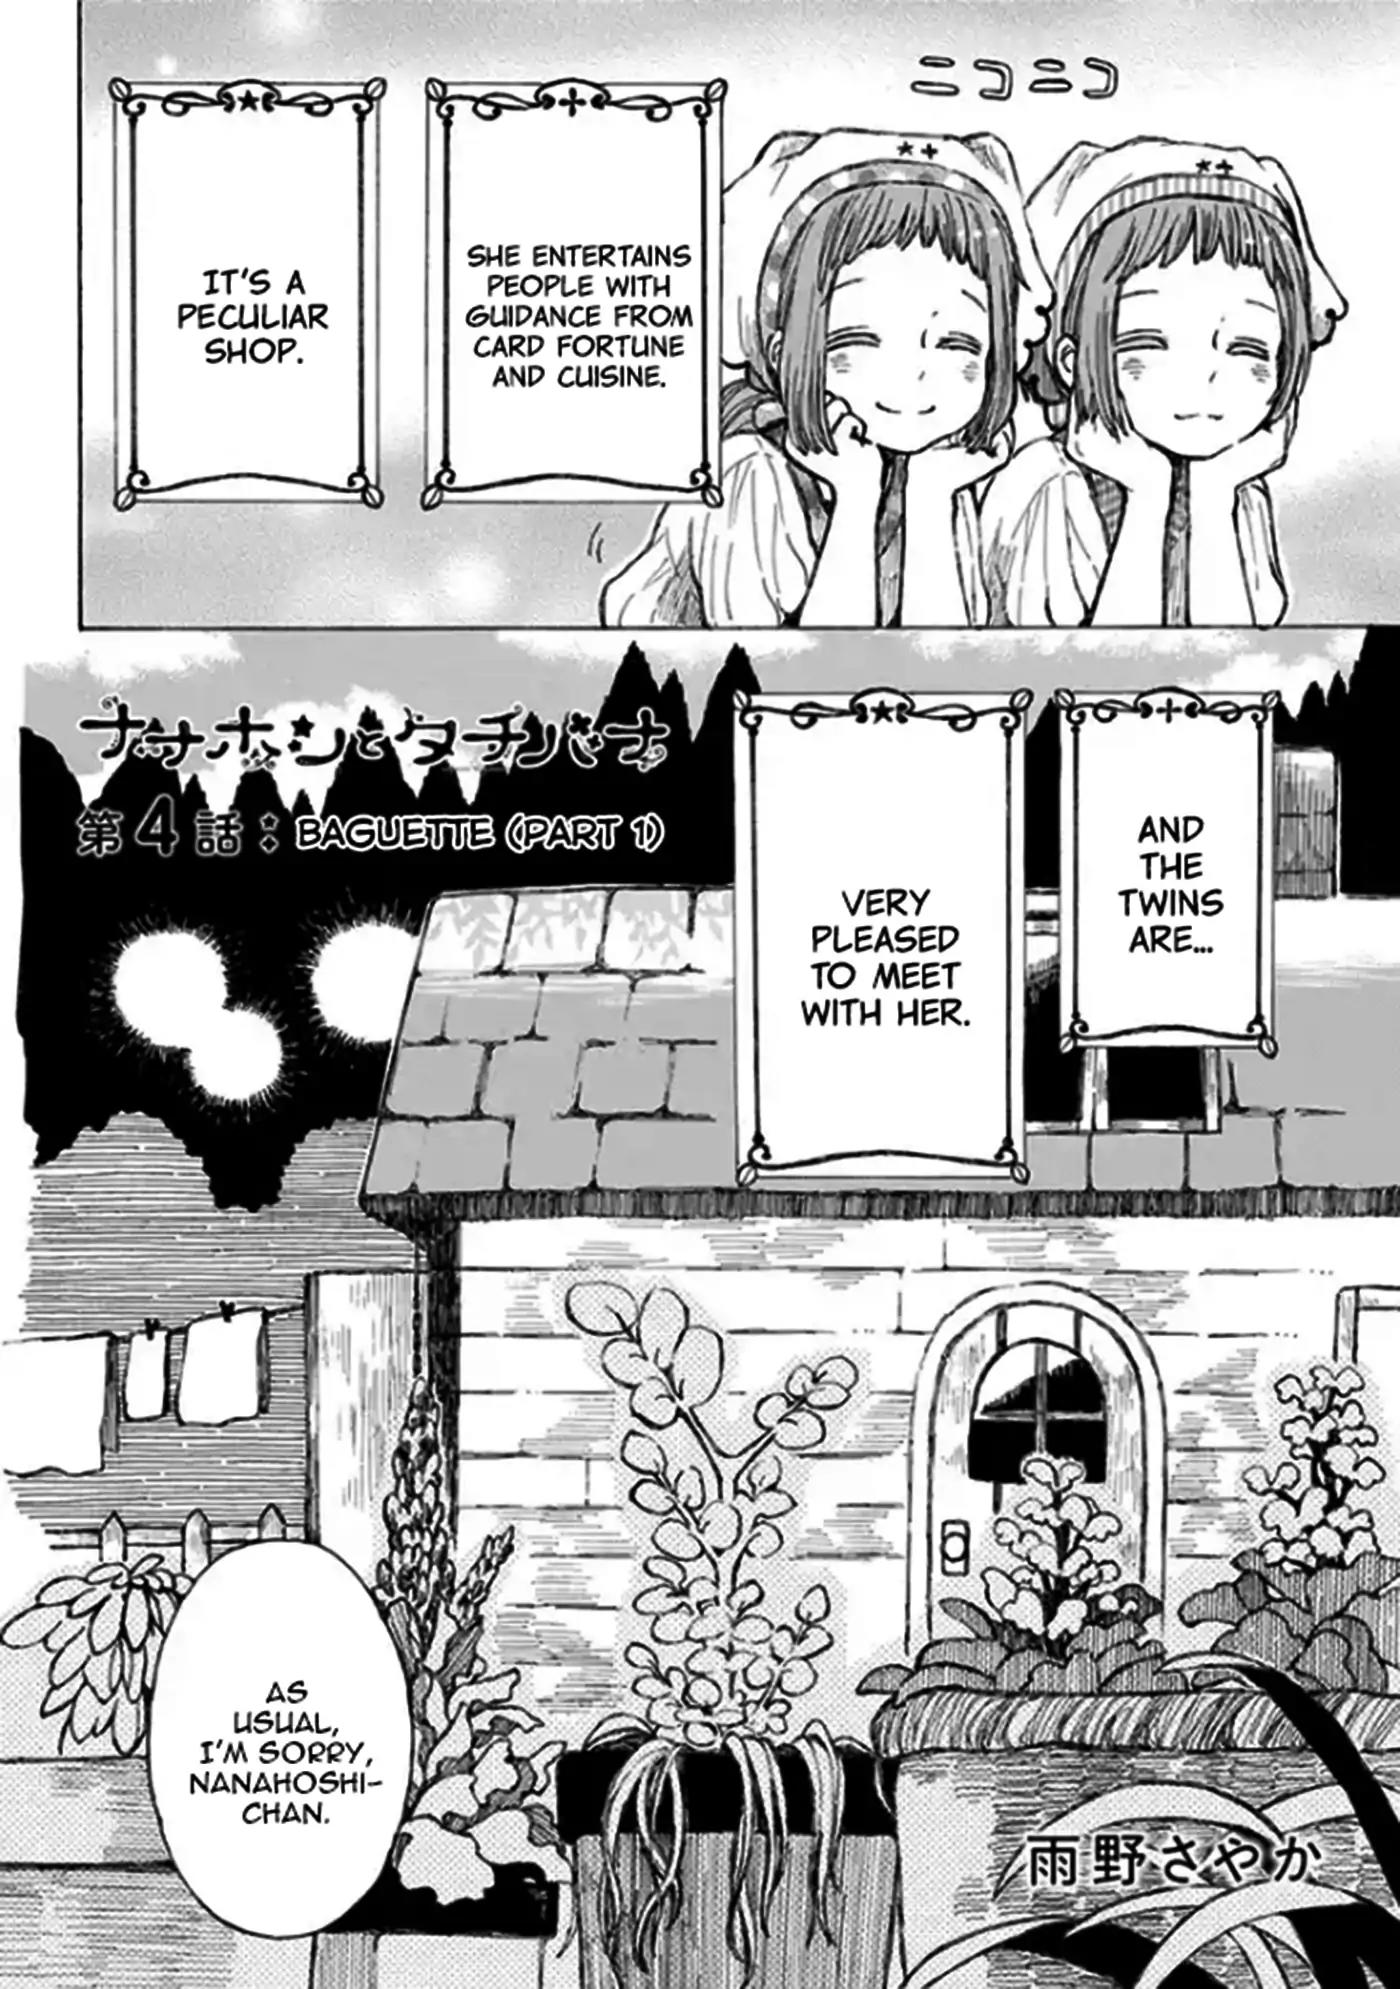 ニコニコ
SHE ENTERTAINS
PEOPLE WITH
GUIDANCE FROM
CARD FORTUNE
AND CUISINE.
IT'S A
PECULIAR
SHOP.
AND
THE
TWINS
ARE...
VERY
PLEASED
TO MEET
WITH HER.
ナナホシとタチバナ
第4話: BAGUETTE (PART 1)
AS
USUAL,
I'M SORRY,
NANAHOSHI-
CHAN.
雨野さやか